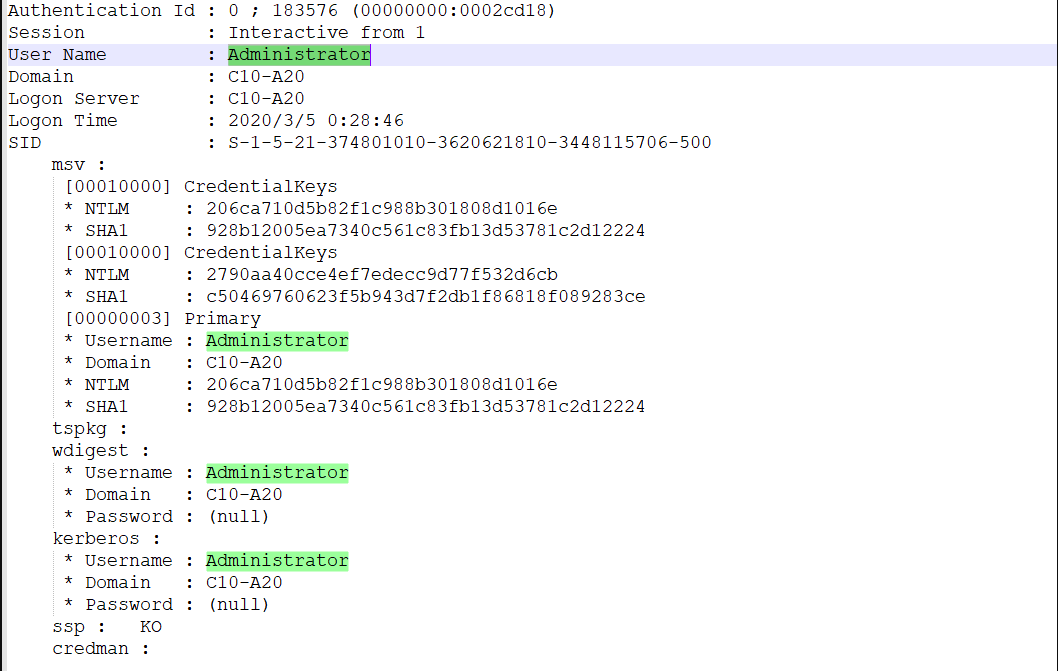 Authentication Id : 0 ; 183576 (00000000:0002cd18)
Session           : Interactive from 1
User Name         : Administrator
Domain            : C10-A20
Logon Server      : C10-A20
Logon Time        : 2020/3/5 0:28:46
SID               : S-1-5-21-374801010-3620621810-3448115706-500
    msv :
     [00010000] CredentialKeys
     * NTLM     : 206ca710d5b82f1c988b301808d1016e
     * SHA1     : 928b12005ea7340c561c83fb13d53781c2d12224
     [00010000] CredentialKeys
     * NTLM     : 2790aa40cce4ef7edecc9d77f532d6cb
     * SHA1     : c50469760623f5b943d7f2db1f86818f089283ce
     [00000003] Primary
     * Username : Administrator
     * Domain   : C10-A20
     * NTLM     : 206ca710d5b82f1c988b301808d1016e
     * SHA1     : 928b12005ea7340c561c83fb13d53781c2d12224
    tspkg :
    wdigest :
     * Username : Administrator
     * Domain   : C10-A20
     * Password : (null)
    kerberos :
     * Username : Administrator
     * Domain   : C10-A20
     * Password : (null)
    ssp :   KO
    credman :